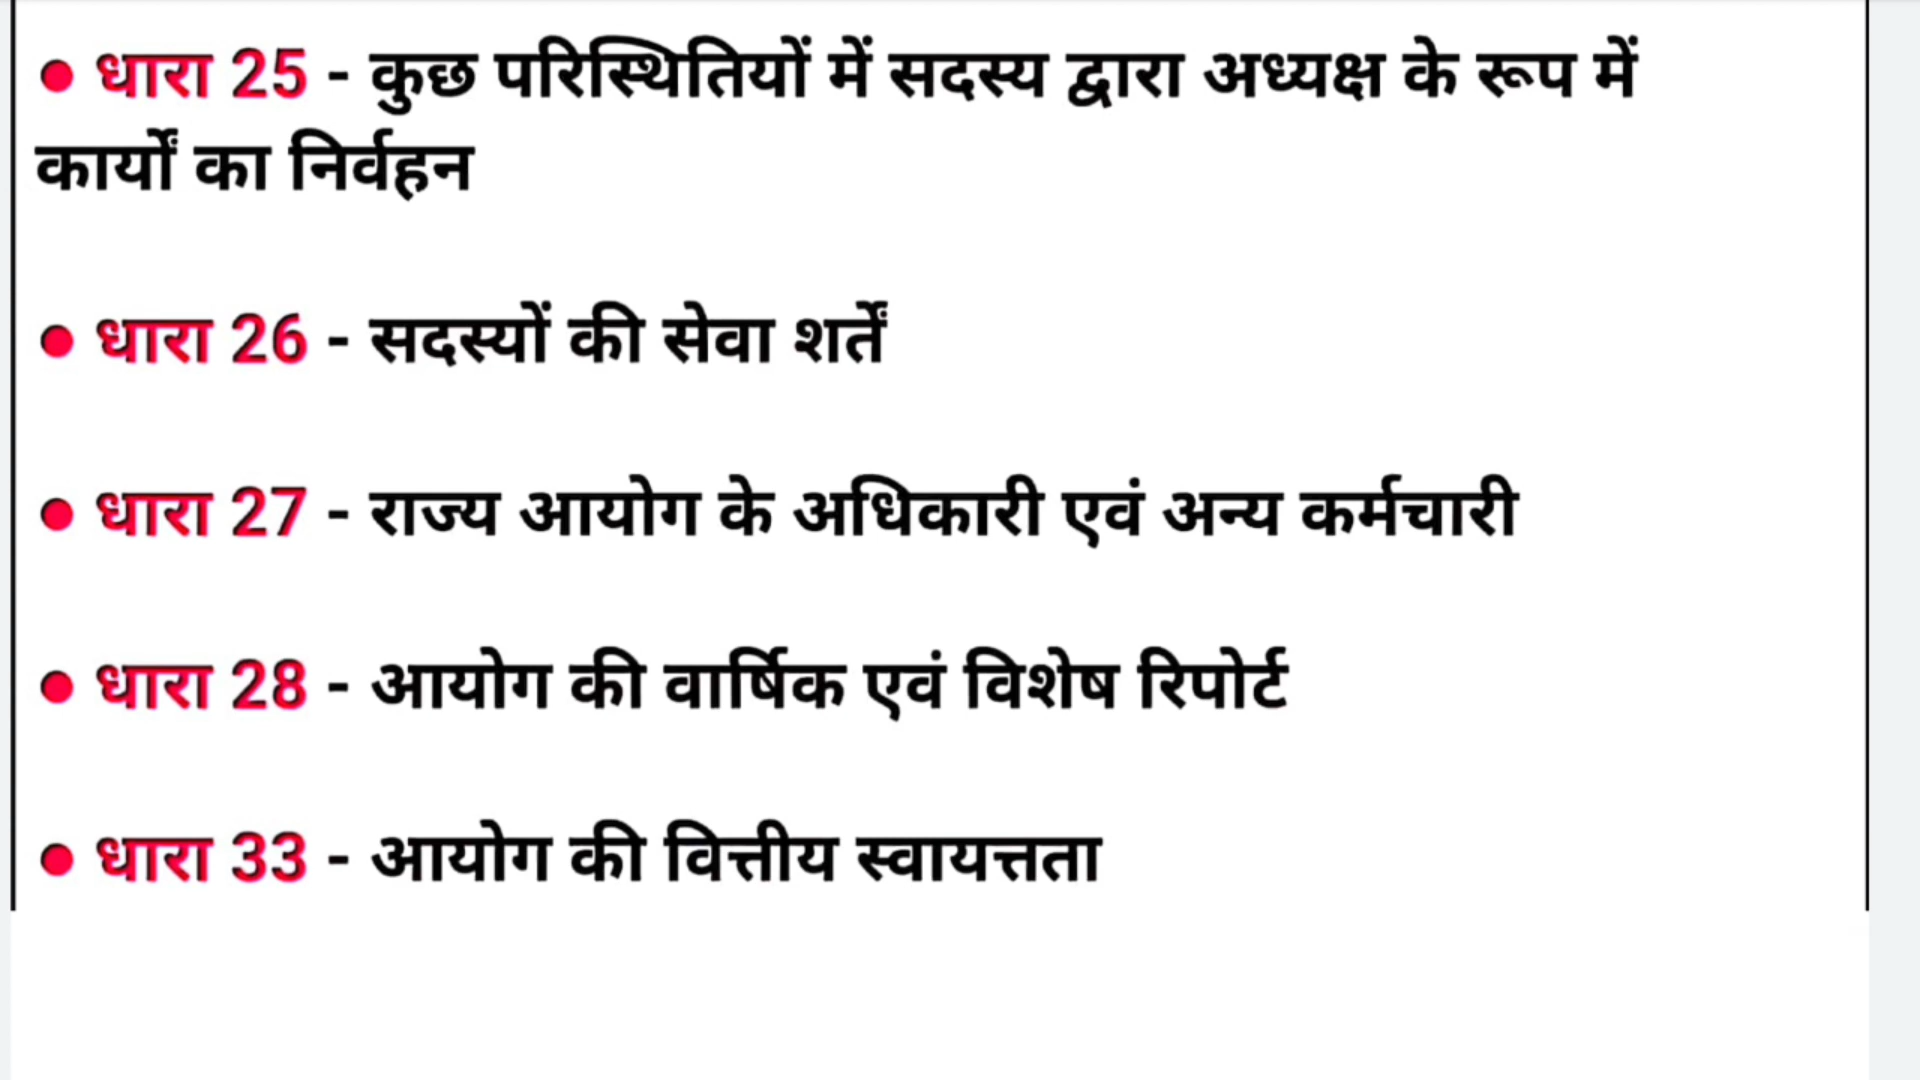 ● धारा 25 - कुछ परिस्थितियों में सदस्य द्वारा अध्यक्ष के रूप में
कार्यों का निर्वहन
● धारा 26 - सदस्यों की सेवा शर्तें
● धारा 27 - राज्य आयोग के अधिकारी एवं अन्य कर्मचारी
● धारा 28 - आयोग की वार्षिक एवं विशेष रिपोर्ट
● धारा 33 - आयोग की वित्तीय स्वायत्तता